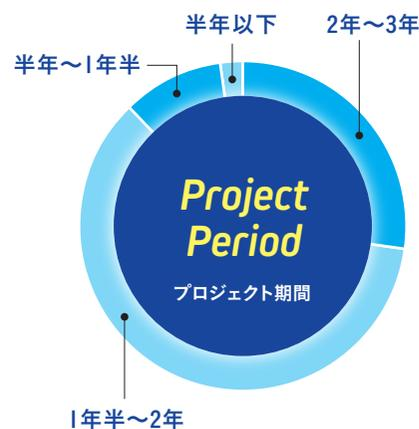 半年以下
2年〜3年
半年〜1年半
Project
Period
プロジェクト期間
1年半〜2年